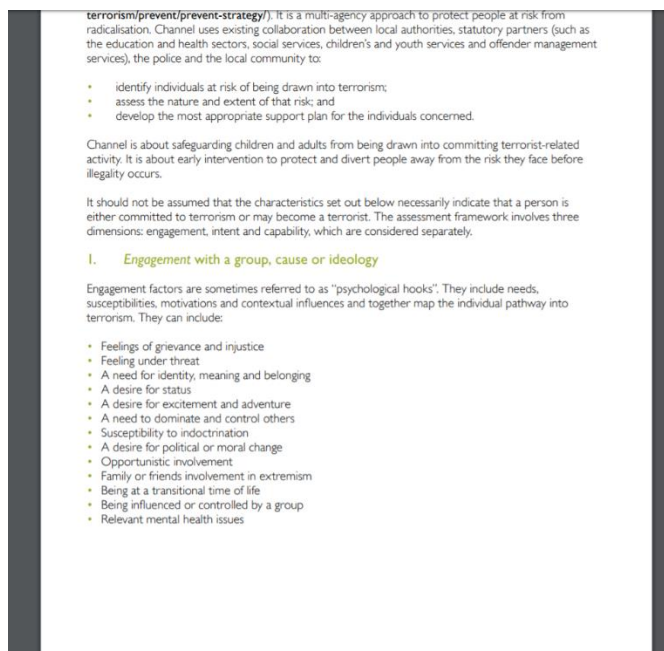 terrorism/prevent/prevent-strategy/). It is a multi-agency approach to protect people at risk from
radicalisation. Channel uses existing collaboration between local authorities, statutory partners (such as
the education and health sectors, social services, children's and youth services and offender management
services), the police and the local community to:
• identify individuals at risk of being drawn into terrorism;
• assess the nature and extent of that risk; and
• develop the most appropriate support plan for the individuals concerned.
Channel is about safeguarding children and adults from being drawn into committing terrorist-related
activity. It is about early intervention to protect and divert people away from the risk they face before
illegality occurs.
It should not be assumed that the characteristics set out below necessarily indicate that a person is
either committed to terrorism or may become a terrorist. The assessment framework involves three
dimensions: engagement, intent and capability, which are considered separately.
1. Engagement with a group, cause or ideology
Engagement factors are sometimes referred to as "psychological hooks". They include needs,
susceptibilities, motivations and contextual influences and together map the individual pathway into
terrorism. They can include:
• Feelings of grievance and injustice
• Feeling under threat
• A need for identity, meaning and belonging
• A desire for status
• A desire for excitement and adventure
• A need to dominate and control others
• Susceptibility to indoctrination
• A desire for political or moral change
• Opportunistic involvement
• Family or friends involvement in extremism
• Being at a transitional time of life
• Being influenced or controlled by a group
• Relevant mental health issues